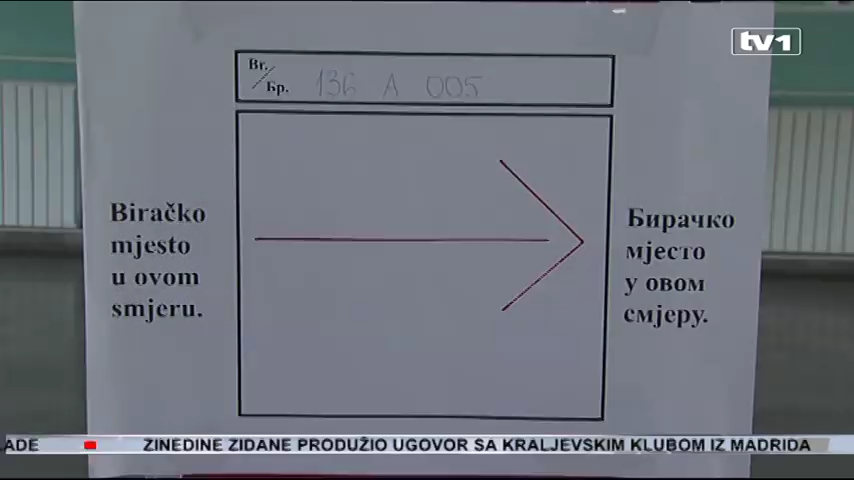 tv1
Br.
/
Бр.
136 A 005
Biračko
mjesto
u ovom
smjeru.
Бирачко
мјесто
у овом
смјеру.
ADE ZINEDINE ZIDANE PRODUŽIO UGOVOR SA KRALJEVSKIM KLUBOM IZ MADRIDA